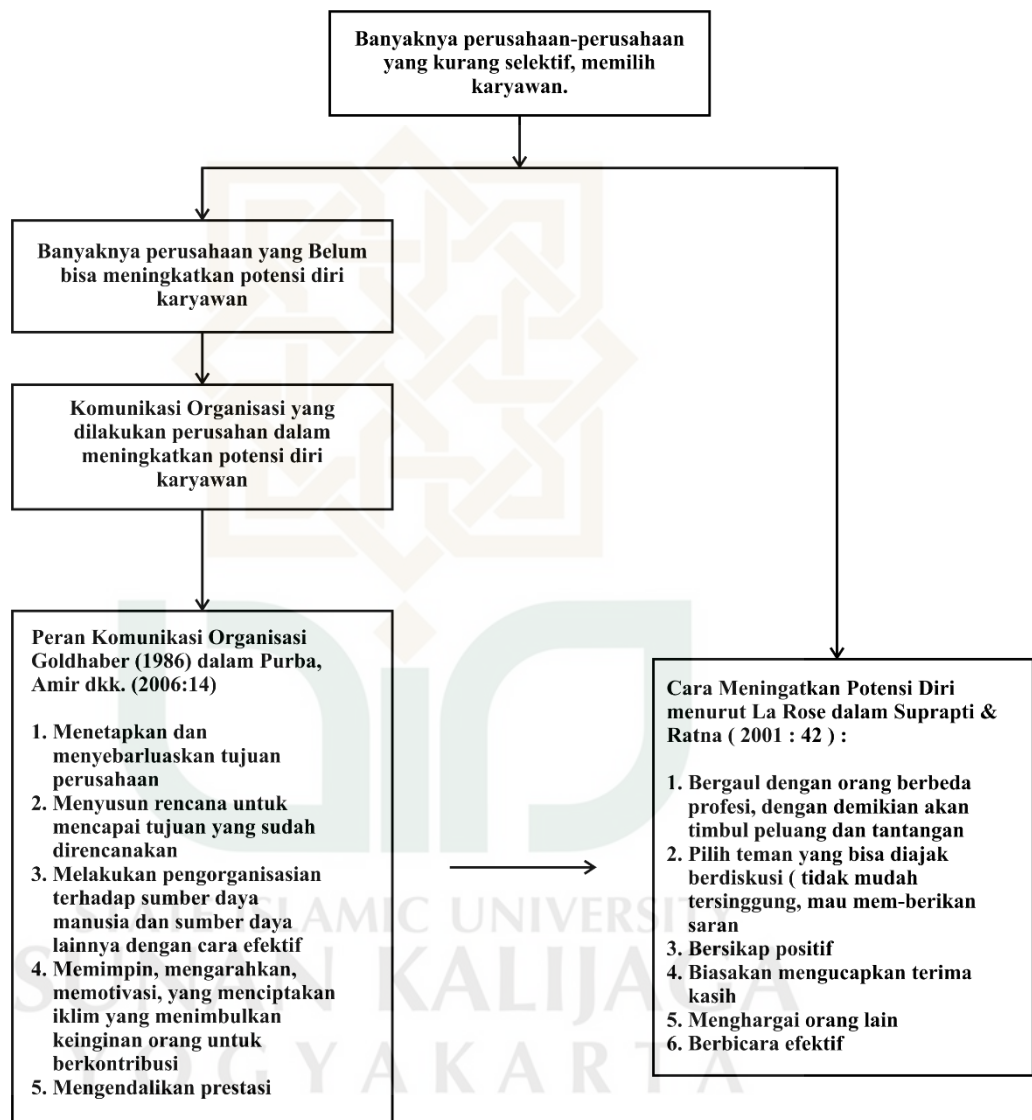 Banyaknya perusahaan-perusahaan
yang kurang selektif, memilih
karyawan.
Banyaknya perusahaan yang Belum
bisa meningkatkan potensi diri
karyawan
Komunikasi Organisasi yang
dilakukan perusahan dalam
meningkatkan potensi diri
karyawan
Peran Komunikasi Organisasi
Goldhaber (1986) dalam Purba,
Amir dkk. (2006:14)
1. Menetapkan dan
menyebarluaskan tujuan
perusahaan
2. Menyusun rencana untuk
mencapai tujuan yang sudah
direncanakan
3. Melakukan pengorganisasian
terhadap sumber daya
manusia dan sumber daya
lainnya dengan cara efektif
4. Memimpin, mengarahkan,
memotivasi, yang menciptakan
iklim yang menimbulkan
keinginan orang untuk
berkontribusi
5. Mengendalikan prestasi
Cara Meningatkan Potensi Diri
menurut La Rose dalam Suprapti &
Ratna ( 2001 : 42 ) :
1. Bergaul dengan orang berbeda
profesi, dengan demikian akan
timbul peluang dan tantangan
2. Pilih teman yang bisa diajak
berdiskusi ( tidak mudah
tersinggung, mau mem-berikan
saran
3. Bersikap positif
4. Biasakan mengucapkan terima
kasih
5. Menghargai orang lain
6. Berbicara efektif
STATE ISLAMIC UNIVERSITY
SUNAN KALIJAGA
YOGYAKARTA